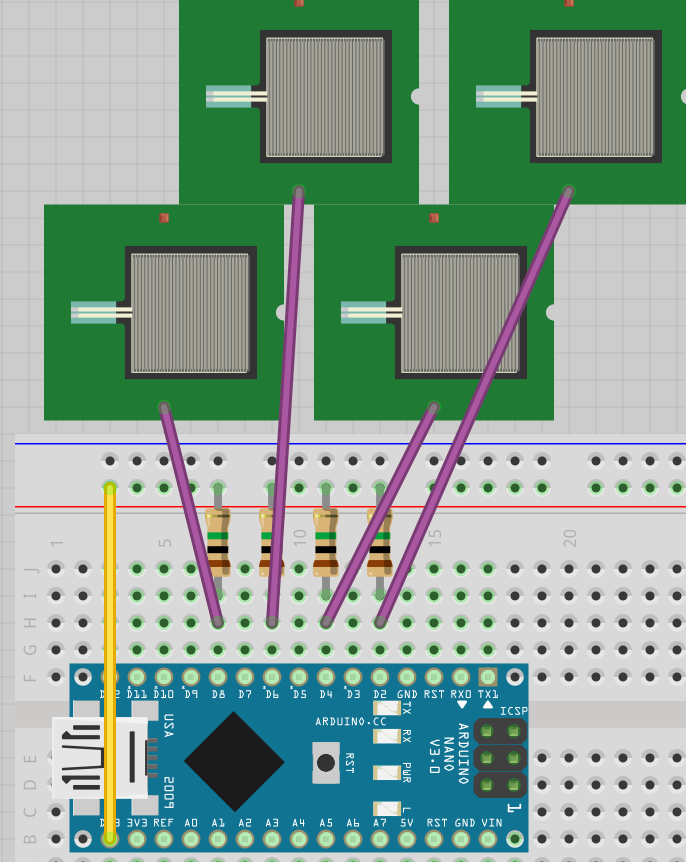 1 5 10 15 20
J
I
H
G
F
D11 D10 D9 D8 D7 *D6 *D5 D4 *D3 D2 GND RST RX0 TX1
ICSP
TX
ARDUINO.CC
USA
RX
RST
ARDUINO
NANO
V3.0
PWR
2009
1
L
E
D
C
B
3V3 REF A0 A1 A2 A3 A4 A5 A6 A7 5V RST GND VIN